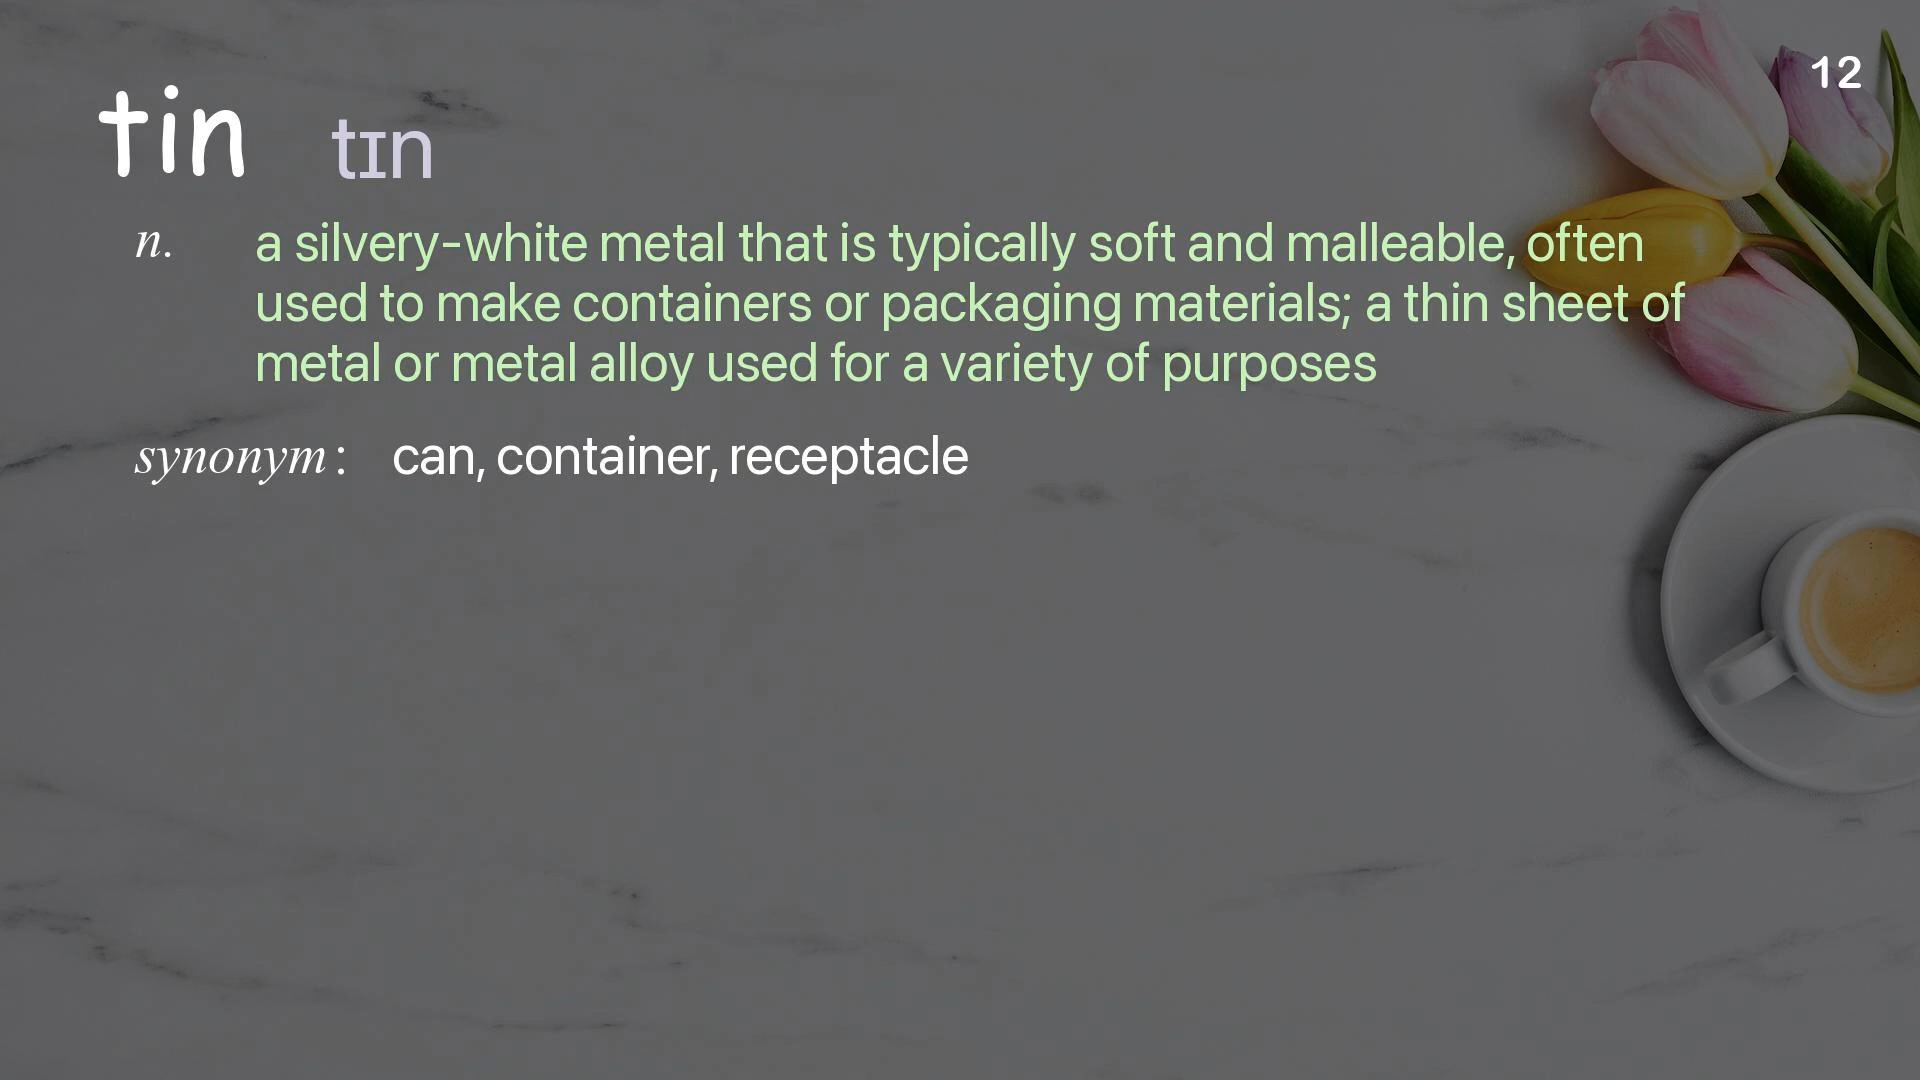 12
tin tɪn
n. a silvery-white metal that is typically soft and malleable, often
used to make containers or packaging materials; a thin sheet of
metal or metal alloy used for a variety of purposes
synonym: can, container, receptacle